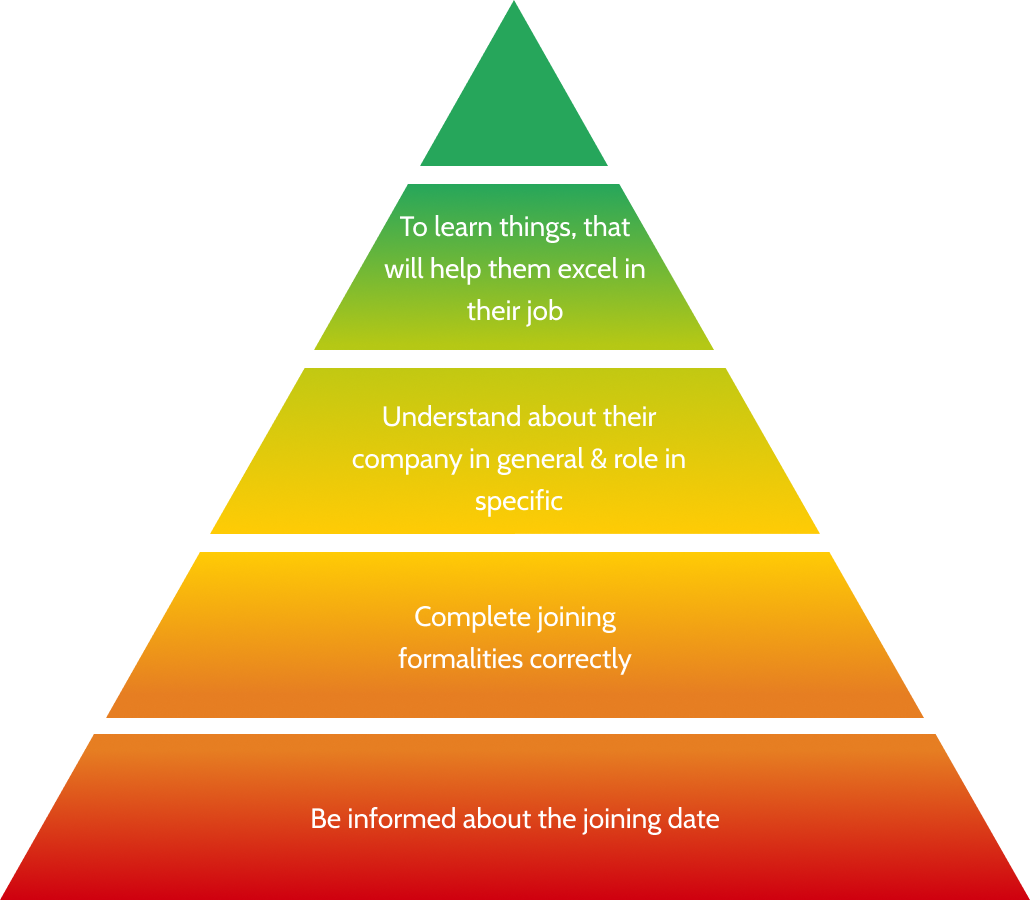 To learn things, that
will help them excel in
their job
Understand about their
company in general & role in
specific
Complete joining
formalities correctly
Be informed about the joining date